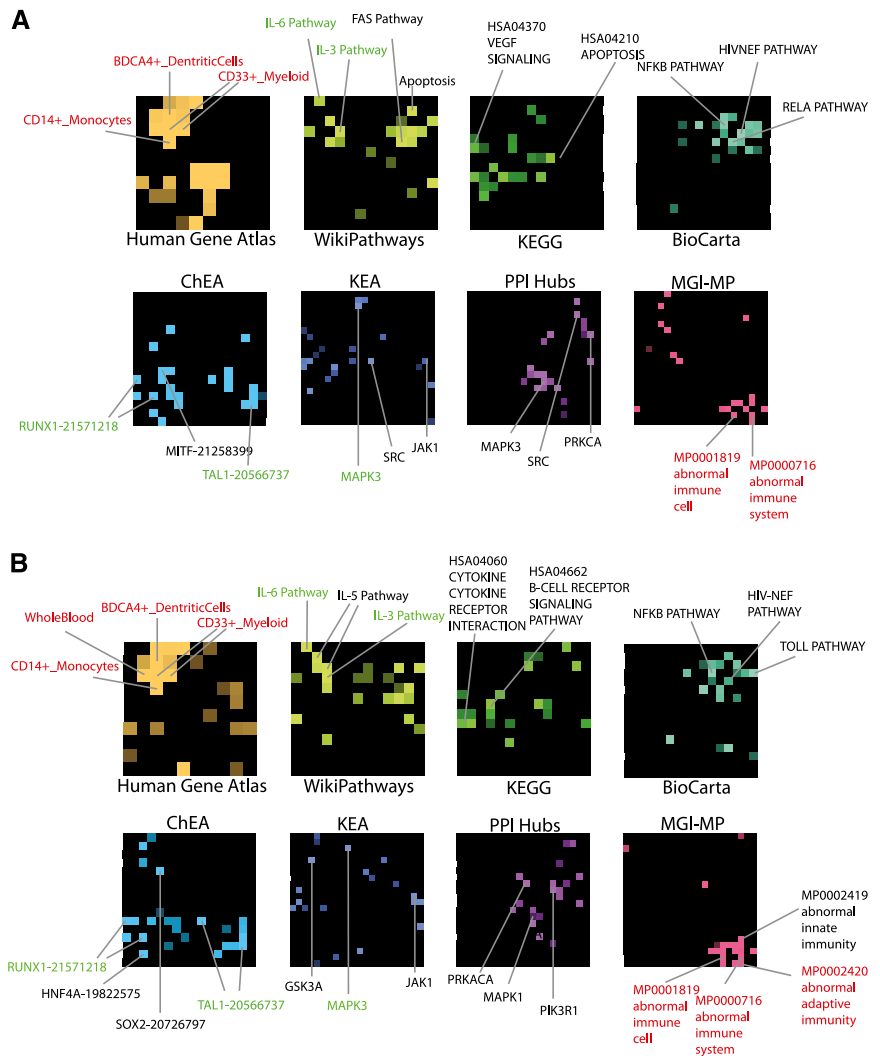 A
IL-6 Pathway
FAS Pathway
IL-3 Pathway
Apoptosis
HSA04370
VEGF
SIGNALING
HSA04210
APOPTOSIS
HIVNEF PATHWAY
NFKB PATHWAY
RELA PATHWAY
BDCA4+_DentriticCells
CD33+_Myeloid
CD14+_Monocytes
Human Gene Atlas
WikiPathways
KEGG
BioCarta
ChEA
KEA
PPI Hubs
MGI-MP
RUNX1-21571218
MITF-21258399
TAL1-20566737
MAPK3
SRC
JAK1
MAPK3
SRC
PRKCA
MP0001819
abnormal
immune
cell
MP0000716
abnormal
immune
system
B
WholeBlood
BDCA4+_DentriticCells
CD33+_Myeloid
CD14+_Monocytes
IL-6 Pathway
IL-5 Pathway
IL-3 Pathway
HSA04060
CYTOKINE
CYTOKINE
RECEPTOR
INTERACTION
HSA04662
B-CELL RECEPTOR
SIGNALING
PATHWAY
NFKB PATHWAY
HIV-NEF
PATHWAY
TOLL PATHWAY
Human Gene Atlas
WikiPathways
KEGG
BioCarta
ChEA
KEA
PPI Hubs
MGI-MP
RUNX1-21571218
HNF4A-19822575
SOX2-20726797
TAL1-20566737
GSK3A
MAPK3
JAK1
PRKACA
MAPK1
PIK3R1
MP0002419
abnormal
innate
immunity
MP0001819
abnormal
immune
cell
MP0000716
abnormal
immune
system
MP0002420
abnormal
adaptive
immunity